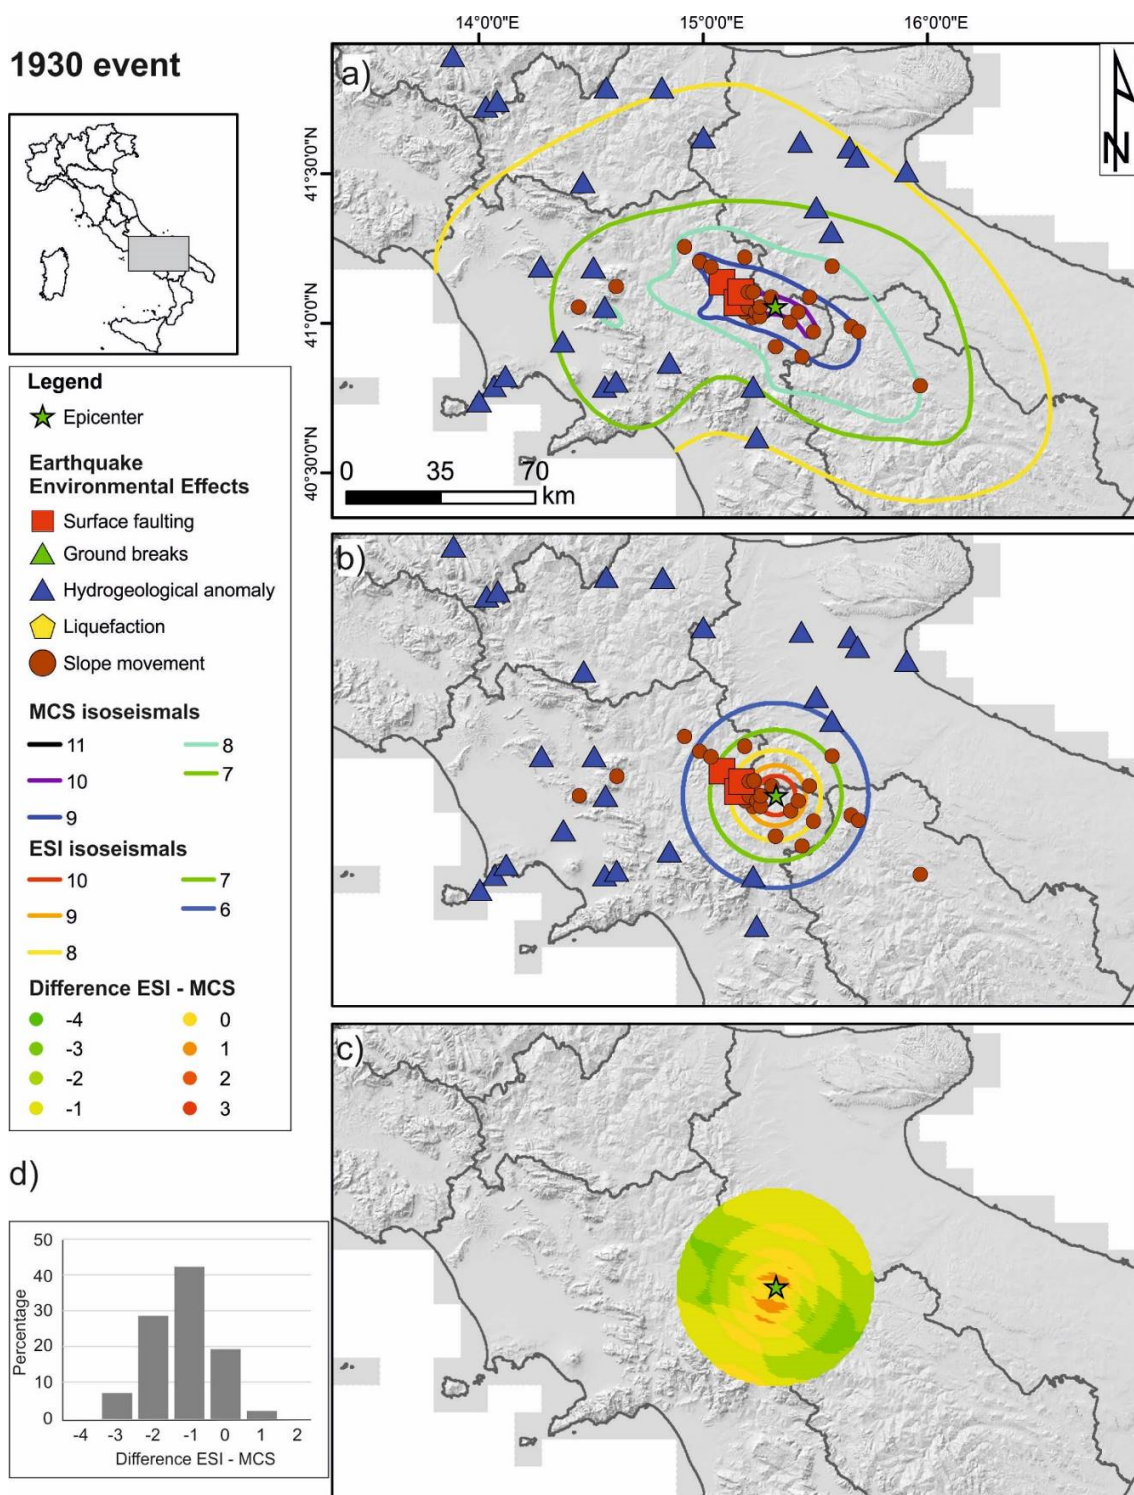 1930 event
14°0'0"E
15°0'0"E
16°0'0"E
a)
N
41°30'0"N
41°0'0"N
40°30'0"N
0 35 70
km
Legend
Epicenter
Earthquake
Environmental Effects
Surface faulting
Ground breaks
Hydrogeological anomaly
Liquefaction
Slope movement
MCS isoseismals
11 8
10 7
9
ESI isoseismals
10 7
9 6
8
Difference ESI - MCS
-4 0
-3 1
-2 2
-1 3
b)
c)
d)
50
40
30
20
10
0
Percentage
-4 -3 -2 -1 0 1 2
Difference ESI - MCS